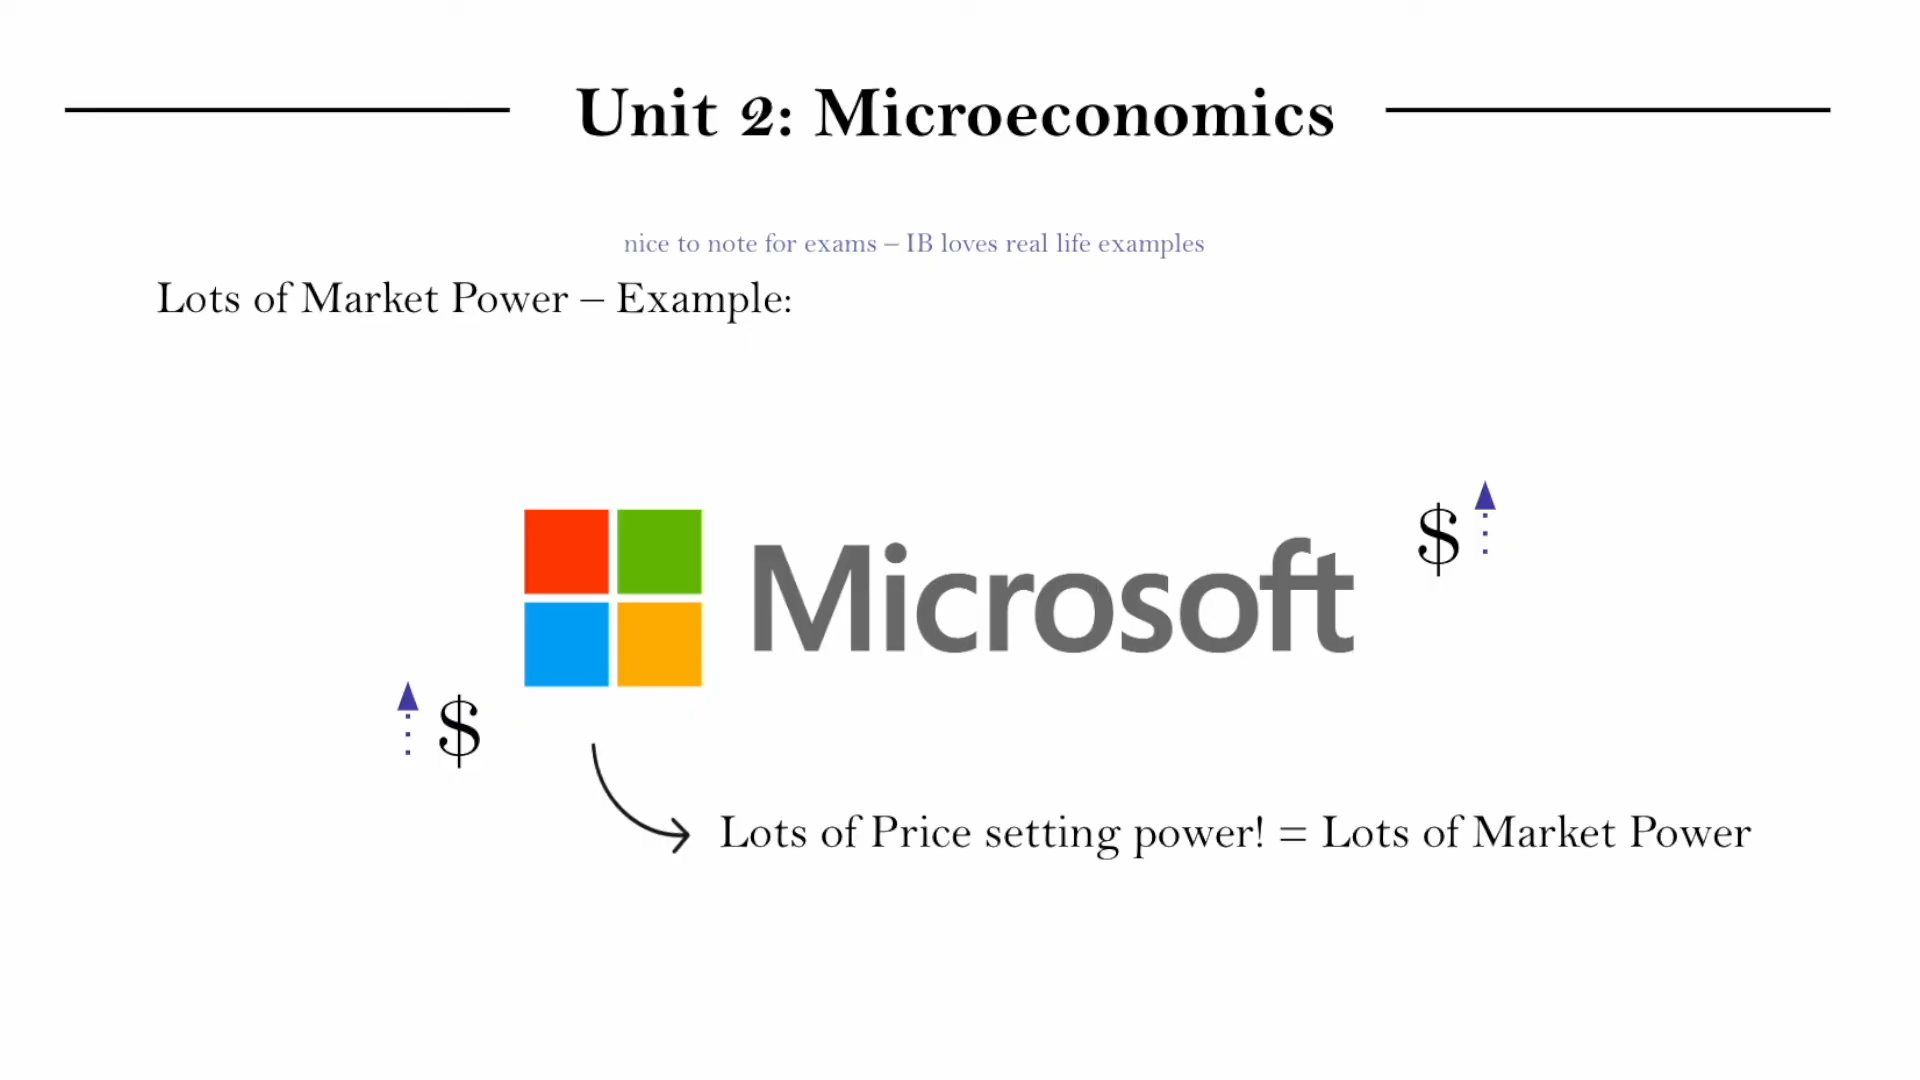 Unit 2: Microeconomics
nice to note for exams – IB loves real life examples
Lots of Market Power – Example:
Microsoft
$
$
Lots of Price setting power! = Lots of Market Power